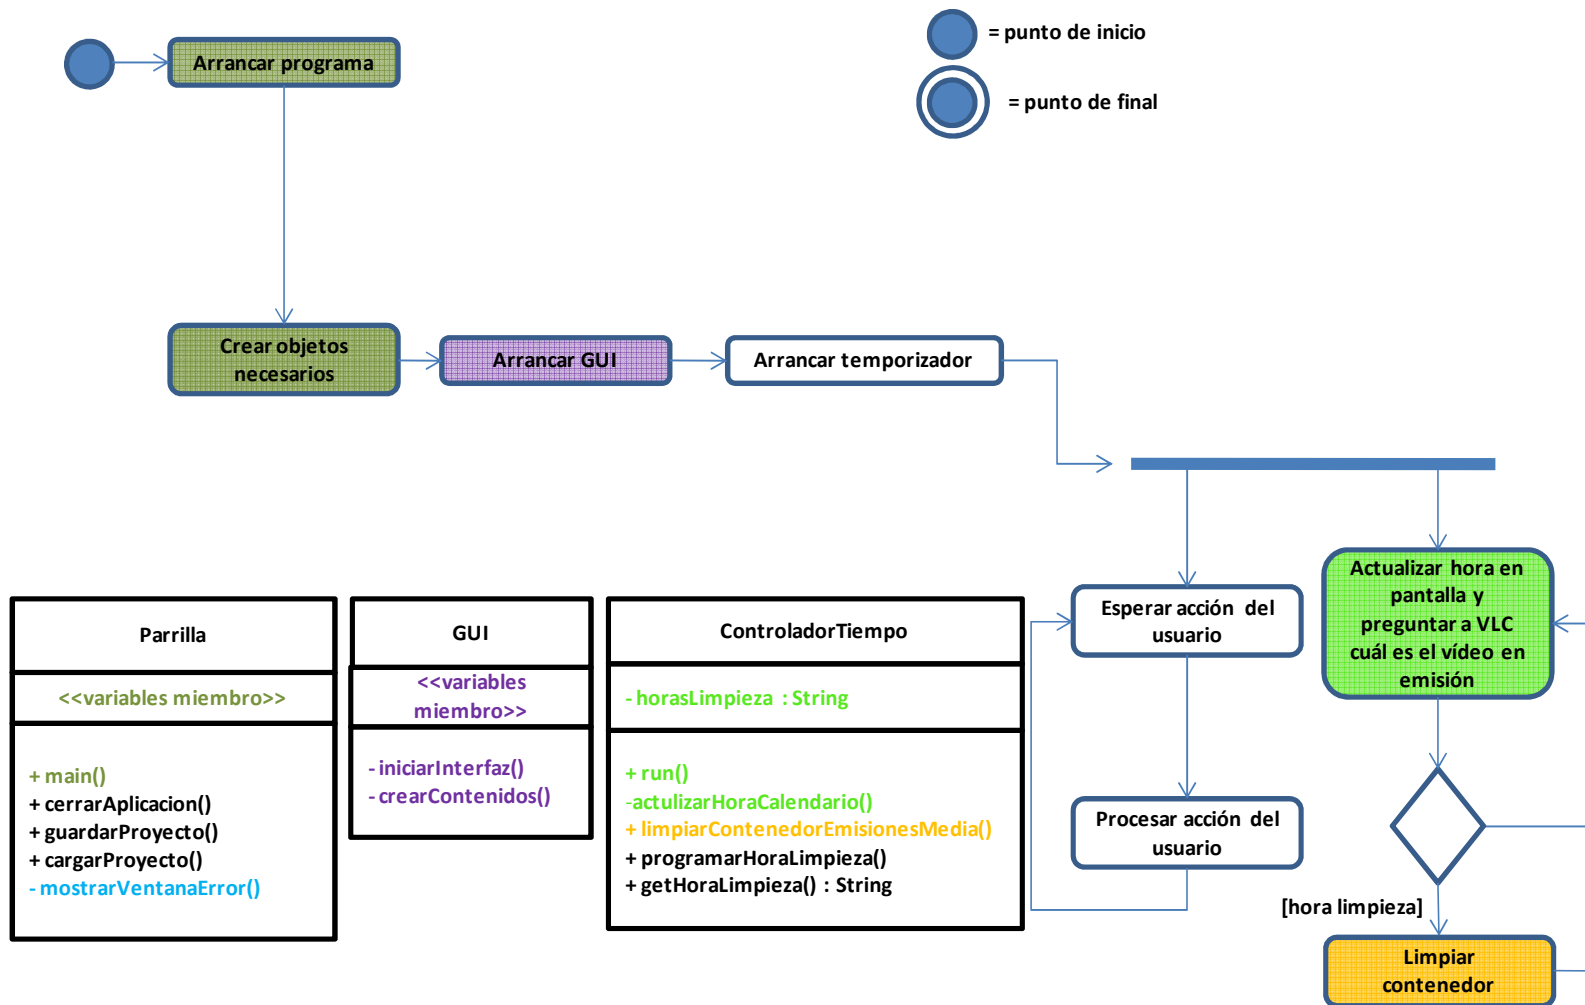 Arrancar programa
= punto de inicio
= punto de final
Crear objetos
necesarios
Arrancar GUI
Arrancar temporizador
Esperar acción del
usuario
Procesar acción del
usuario
Actualizar hora en
pantalla y
preguntar a VLC
cuál es el vídeo en
emisión
[hora limpieza]
Limpiar
contenedor
Parrilla
<<variables miembro>>
+ main()
+ cerrarAplicacion()
+ guardarProyecto()
+ cargarProyecto()
- mostrarVentanaError()
GUI
<<variables
miembro>>
- iniciarInterfaz()
- crearContenidos()
ControladorTiempo
- horasLimpieza : String
+ run()
-actulizarHoraCalendario()
+ limpiarContenedorEmisionesMedia()
+ programarHoraLimpieza()
+ getHoraLimpieza() : String